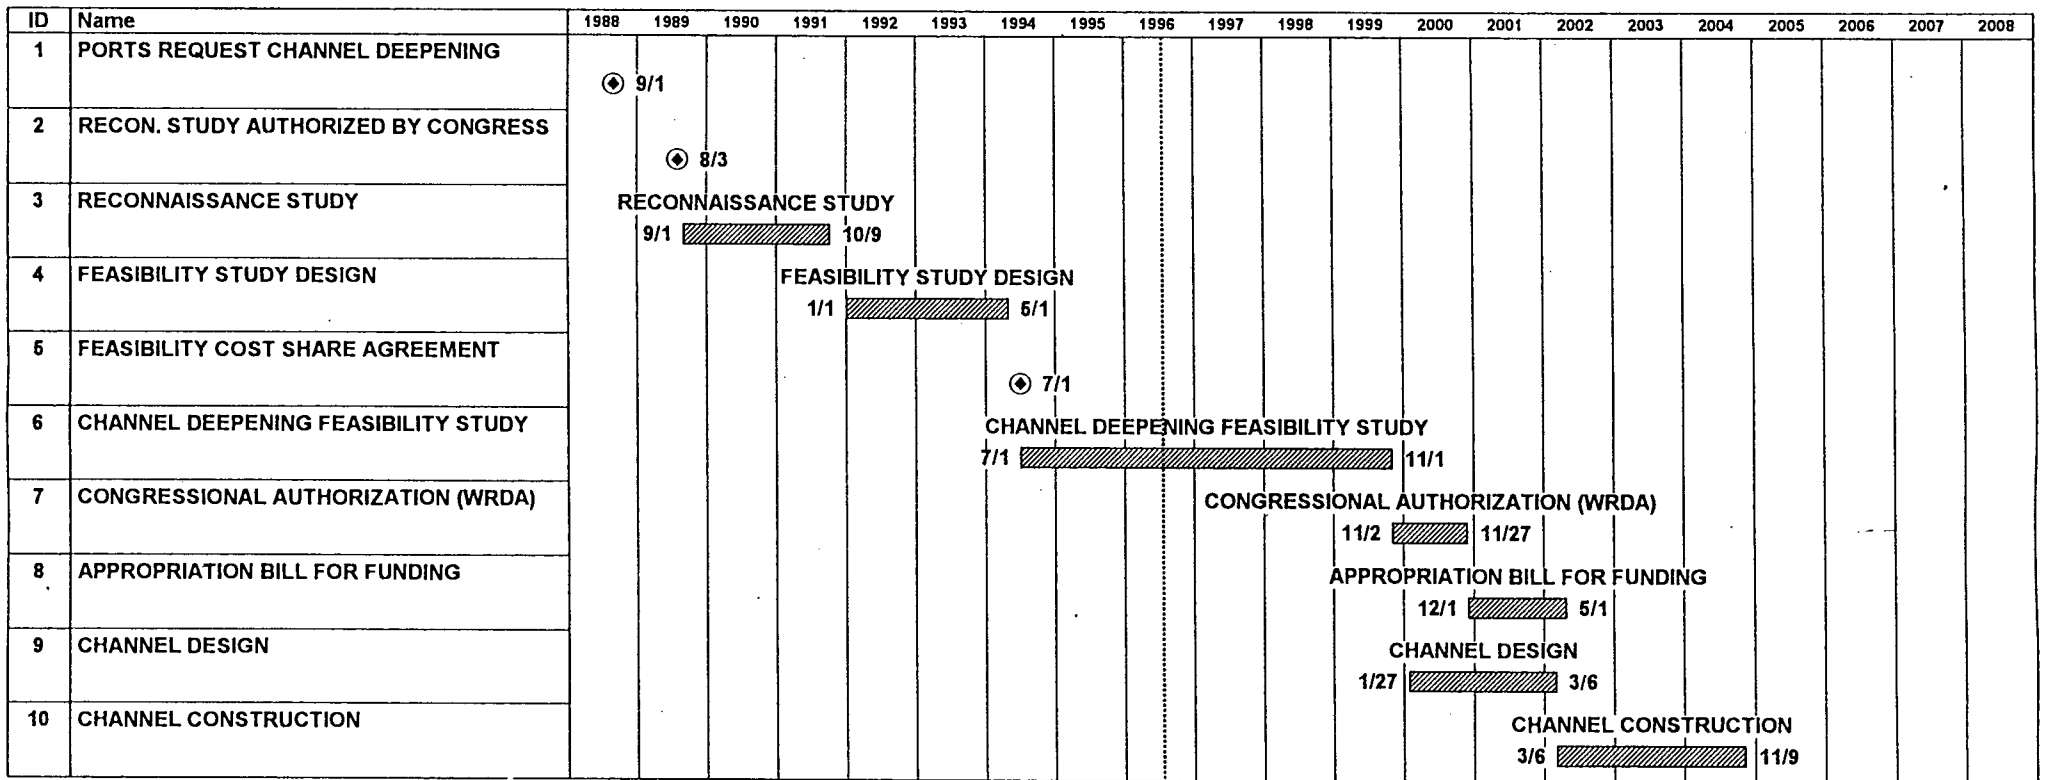 ID Name 1988 1989 1990 1991 1992 1993 1994 1995 1996 1997 1998 1999 2000 2001 2002 2003 2004 2005 2006 2007 2008
1 PORTS REQUEST CHANNEL DEEPENING
9/1
2 RECON. STUDY AUTHORIZED BY CONGRESS
8/3
3 RECONNAISSANCE STUDY RECONNAISSANCE STUDY
9/1 10/9
4 FEASIBILITY STUDY DESIGN FEASIBILITY STUDY DESIGN
1/1 5/1
5 FEASIBILITY COST SHARE AGREEMENT
7/1
6 CHANNEL DEEPENING FEASIBILITY STUDY CHANNEL DEEPENING FEASIBILITY STUDY
7/1 11/1
7 CONGRESSIONAL AUTHORIZATION (WRDA) CONGRESSIONAL AUTHORIZATION (WRDA)
11/2 11/27
8 APPROPRIATION BILL FOR FUNDING APPROPRIATION BILL FOR FUNDING
12/1 5/1
9 CHANNEL DESIGN CHANNEL DESIGN
1/27 3/6
10 CHANNEL CONSTRUCTION CHANNEL CONSTRUCTION
3/6 11/9